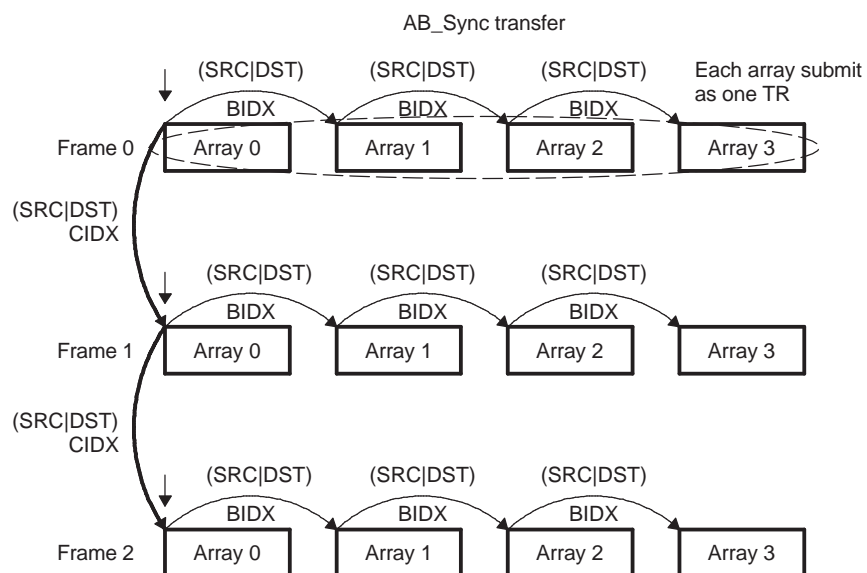 AB_Sync transfer
(SRC|DST) (SRC|DST) (SRC|DST) Each array submit
as one TR
BIDX BIDX BIDX
Frame 0 Array 0 Array 1 Array 2 Array 3
(SRC|DST)
CIDX
(SRC|DST) (SRC|DST) (SRC|DST)
BIDX BIDX BIDX
Frame 1 Array 0 Array 1 Array 2 Array 3
(SRC|DST)
CIDX
(SRC|DST) (SRC|DST) (SRC|DST)
BIDX BIDX BIDX
Frame 2 Array 0 Array 1 Array 2 Array 3